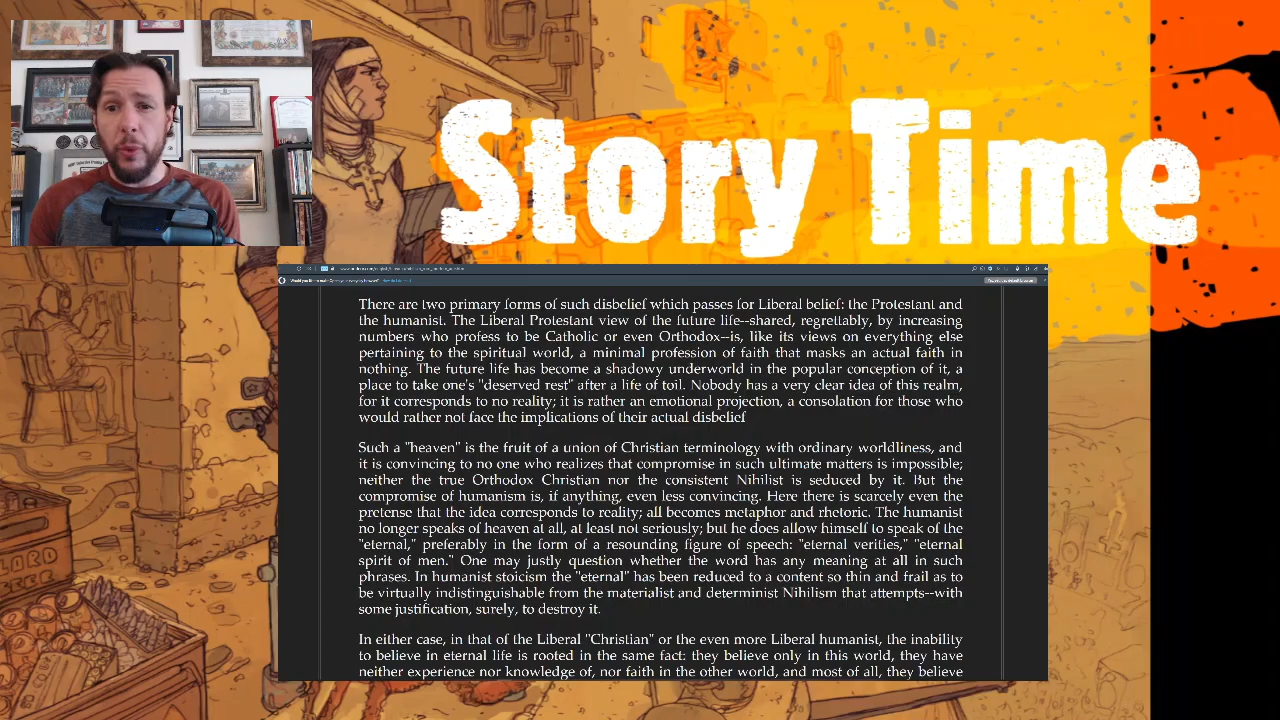 Story Time
There are two primary forms of such disbelief which passes for Liberal belief: the Protestant and
the humanist. The Liberal Protestant view of the future life--shared, regrettably, by increasing
numbers who profess to be Catholic or even Orthodox--is, like its views on everything else
pertaining to the spiritual world, a minimal profession of faith that masks an actual faith in
nothing. The future life has become a shadowy underworld in the popular conception of it, a
place to take one's "deserved rest" after a life of toil. Nobody has a very clear idea of this realm,
for it corresponds to no reality; it is rather an emotional projection, a consolation for those who
would rather not face the implications of their actual disbelief
Such a "heaven" is the fruit of a union of Christian terminology with ordinary worldliness, and
it is convincing to no one who realizes that compromise in such ultimate matters is impossible;
neither the true Orthodox Christian nor the consistent Nihilist is seduced by it. But the
compromise of humanism is, if anything, even less convincing. Here there is scarcely even the
pretense that the idea corresponds to reality; all becomes metaphor and rhetoric. The humanist
no longer speaks of heaven at all, at least not seriously; but he does allow himself to speak of the
"eternal," preferably in the form of a resounding figure of speech: "eternal verities," "eternal
spirit of men." One may justly question whether the word has any meaning at all in such
phrases. In humanist stoicism the "eternal" has been reduced to a content so thin and frail as to
be virtually indistinguishable from the materialist and determinist Nihilism that attempts--with
some justification, surely, to destroy it.
In either case, in that of the Liberal "Christian" or the even more Liberal humanist, the inability
to believe in eternal life is rooted in the same fact: they believe only in this world, they have
neither experience nor knowledge of, nor faith in the other world, and most of all, they believe